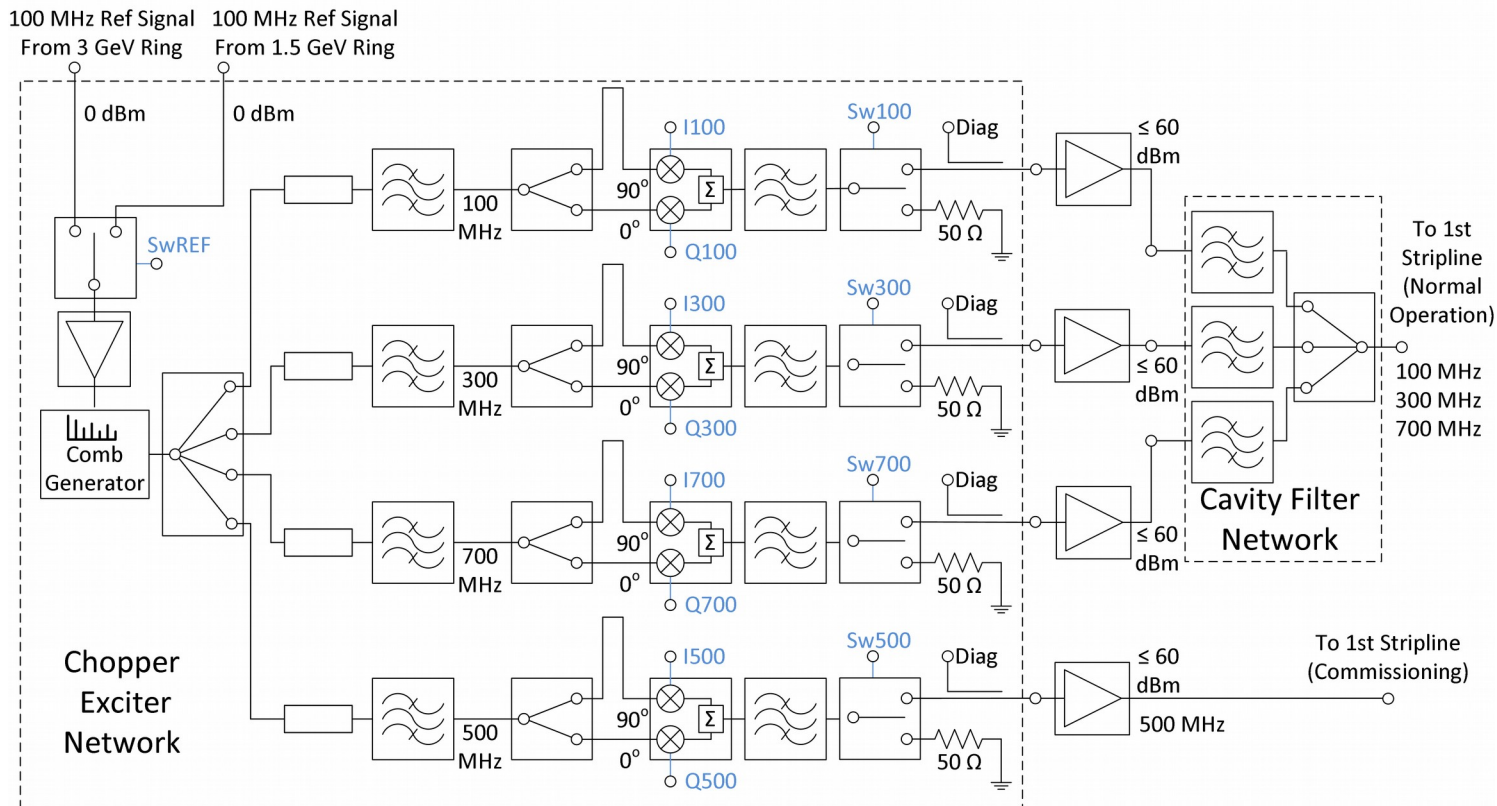 100 MHz Ref Signal
From 3 GeV Ring
100 MHz Ref Signal
From 1.5 GeV Ring
0 dBm
0 dBm
SwREF
Comb
Generator
Chopper
Exciter
Network
100
MHz
I100
90°
0°
Q100
Σ
Sw100
Diag
50 Ω
≤ 60
dBm
300
MHz
I300
90°
0°
Q300
Σ
Sw300
Diag
50 Ω
≤ 60
dBm
700
MHz
I700
90°
0°
Q700
Σ
Sw700
Diag
50 Ω
≤ 60
dBm
500
MHz
I500
90°
0°
Q500
Σ
Sw500
Diag
50 Ω
≤ 60
dBm
500 MHz
Cavity Filter
Network
To 1st
Stripline
(Normal
Operation)
100 MHz
300 MHz
700 MHz
To 1st Stripline
(Commissioning)